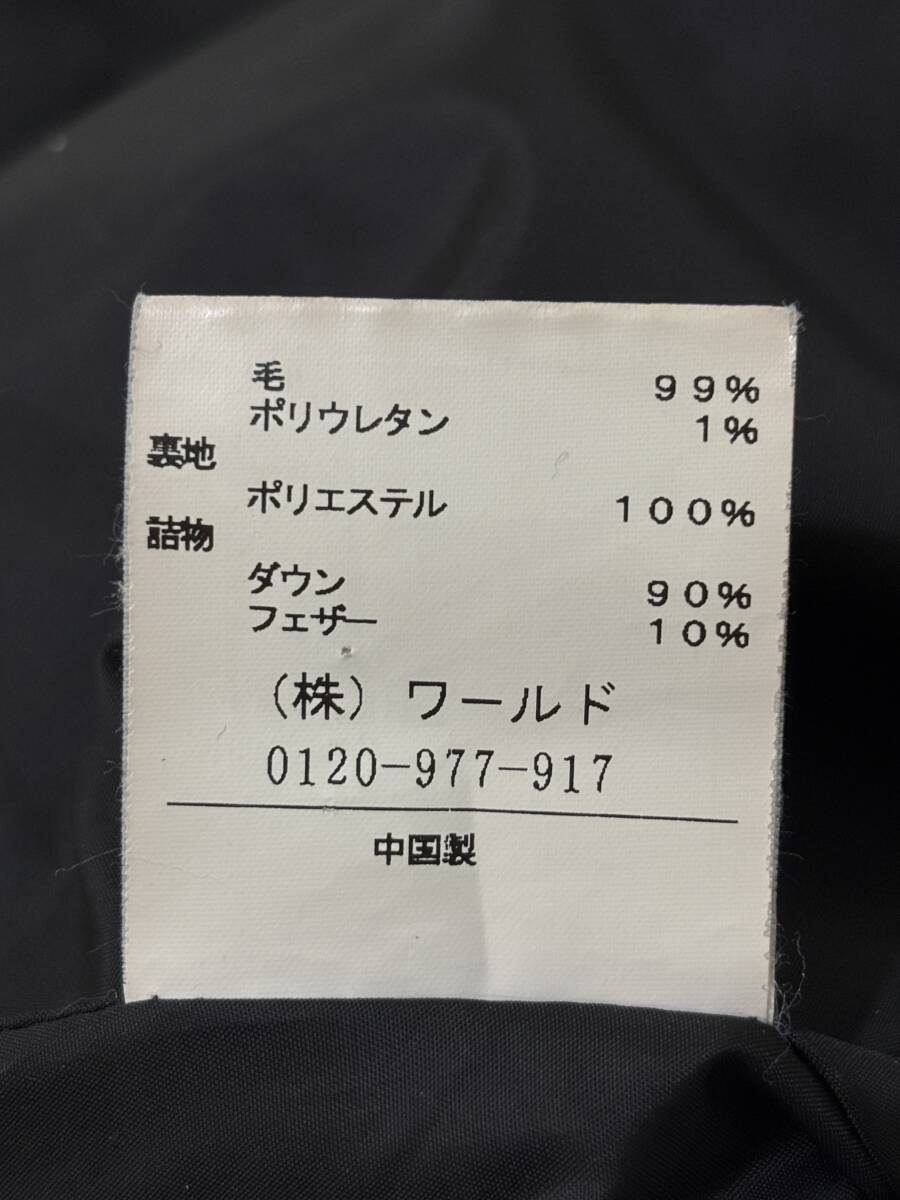 毛 99%
ポリウレタン 1%
裏地
ポリエステル 100%
詰物
ダウン 90%
フェザー 10%
（株）ワールド
0120-977-917
中国製